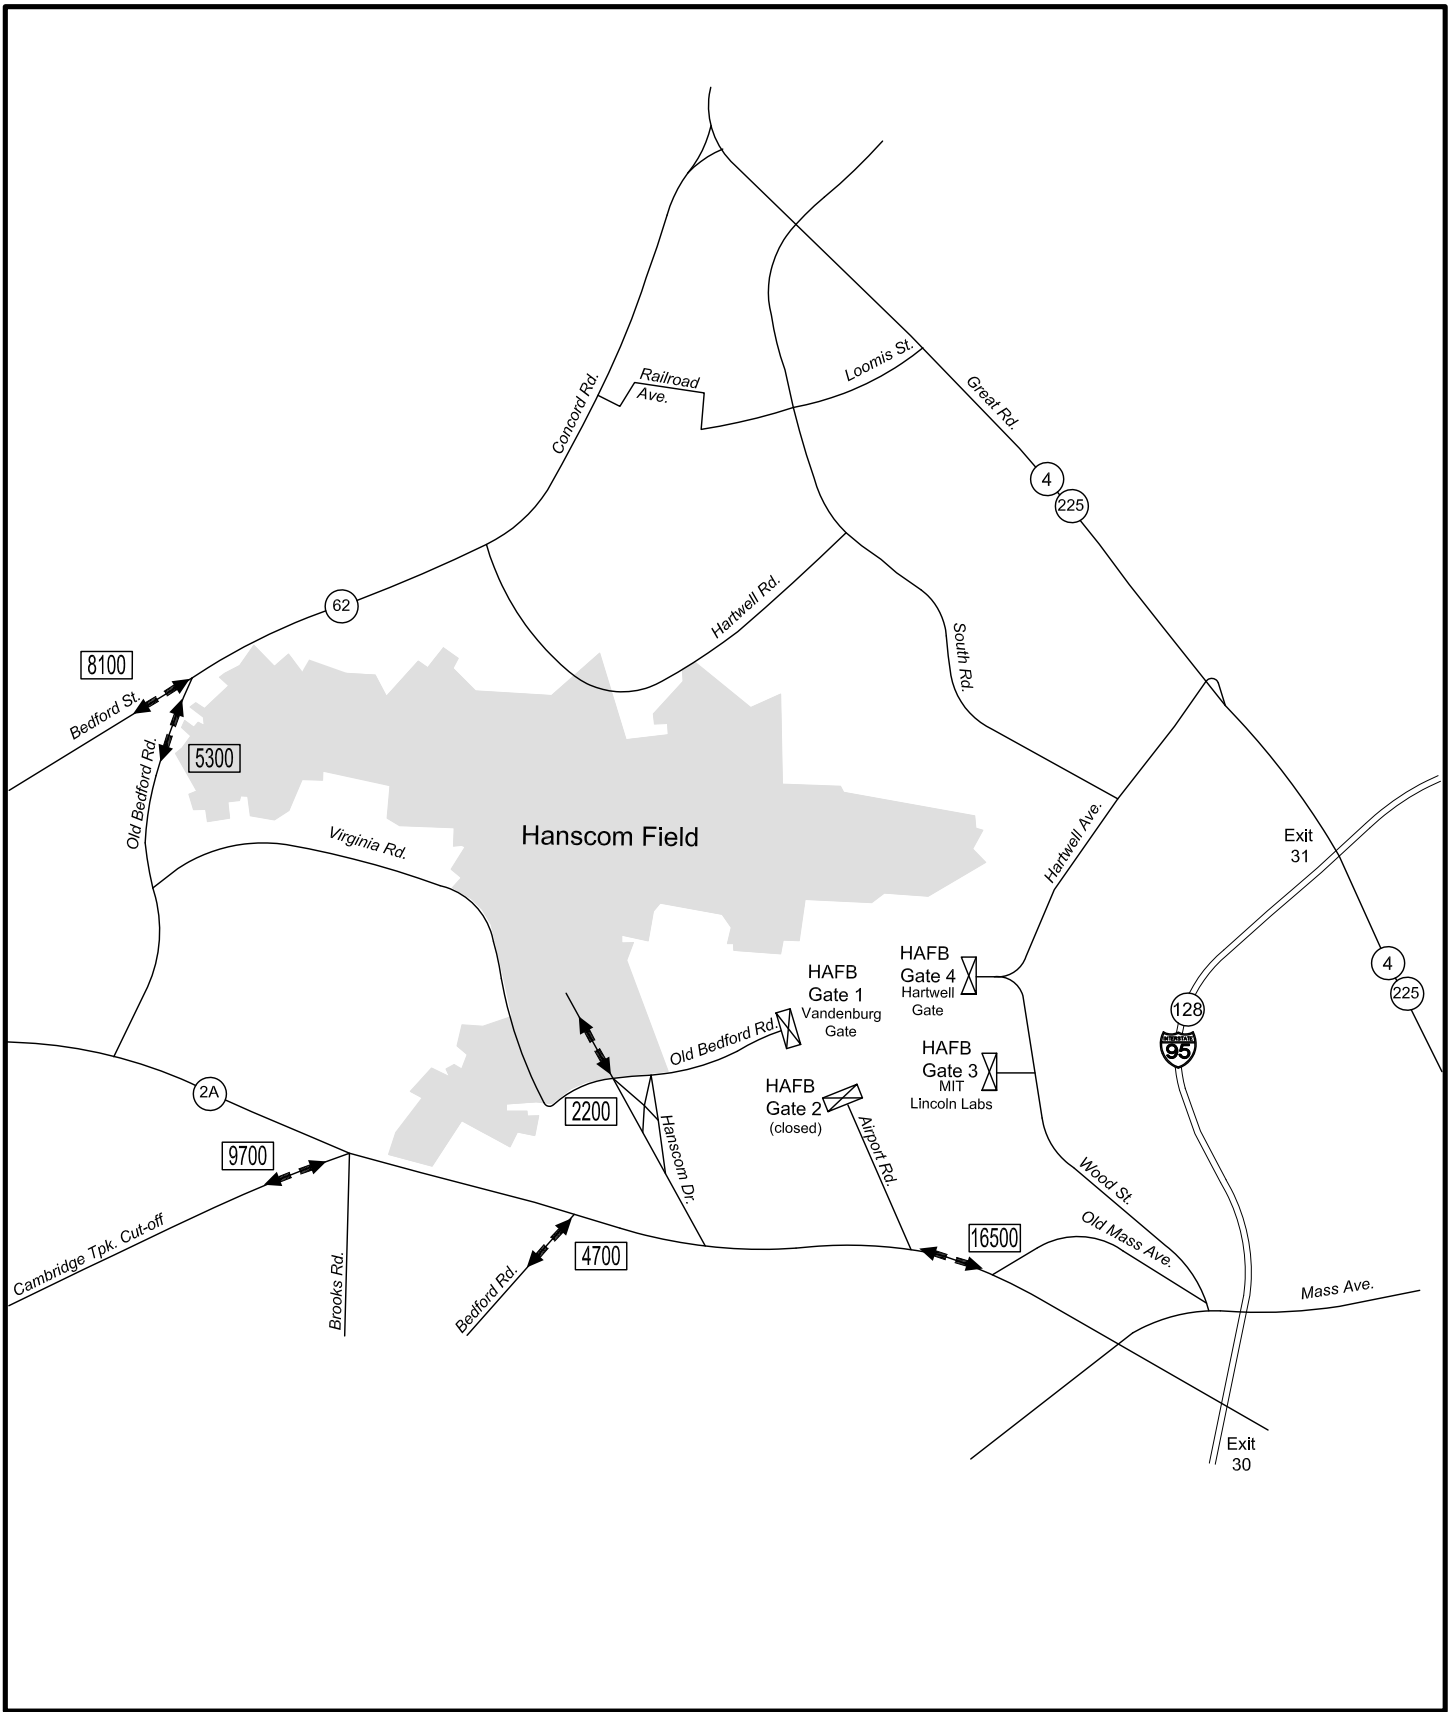 Railroad
Ave.
Loomis St.
Concord Rd.
Great Rd.
4
225
62
Hartwell Rd.
South Rd.
8100
Bedford St.
5300
Old Bedford Rd.
Virginia Rd.
Hanscom Field
Hartwell Ave.
Exit
31
HAFB
Gate 4
Hartwell
Gate
HAFB
Gate 1
Vandenburg
Gate
4
225
128
95
Old Bedford Rd.
HAFB
Gate 3
MIT
Lincoln Labs
HAFB
Gate 2
(closed)
2A
2200
Hanscom Dr.
Airport Rd.
9700
Wood St.
Old Mass Ave.
16500
Cambridge Tpk. Cut-off
Brooks Rd.
Bedford Rd.
4700
Mass Ave.
Exit
30